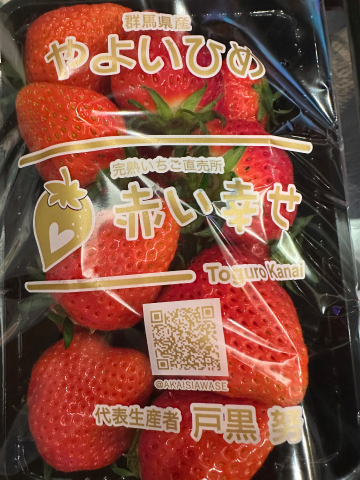 群馬県産
やよいひめ
完熟いちご直売所
赤い幸せ
Toguro Kanai
@AKAISIAWASE
代表生産者 戸黒